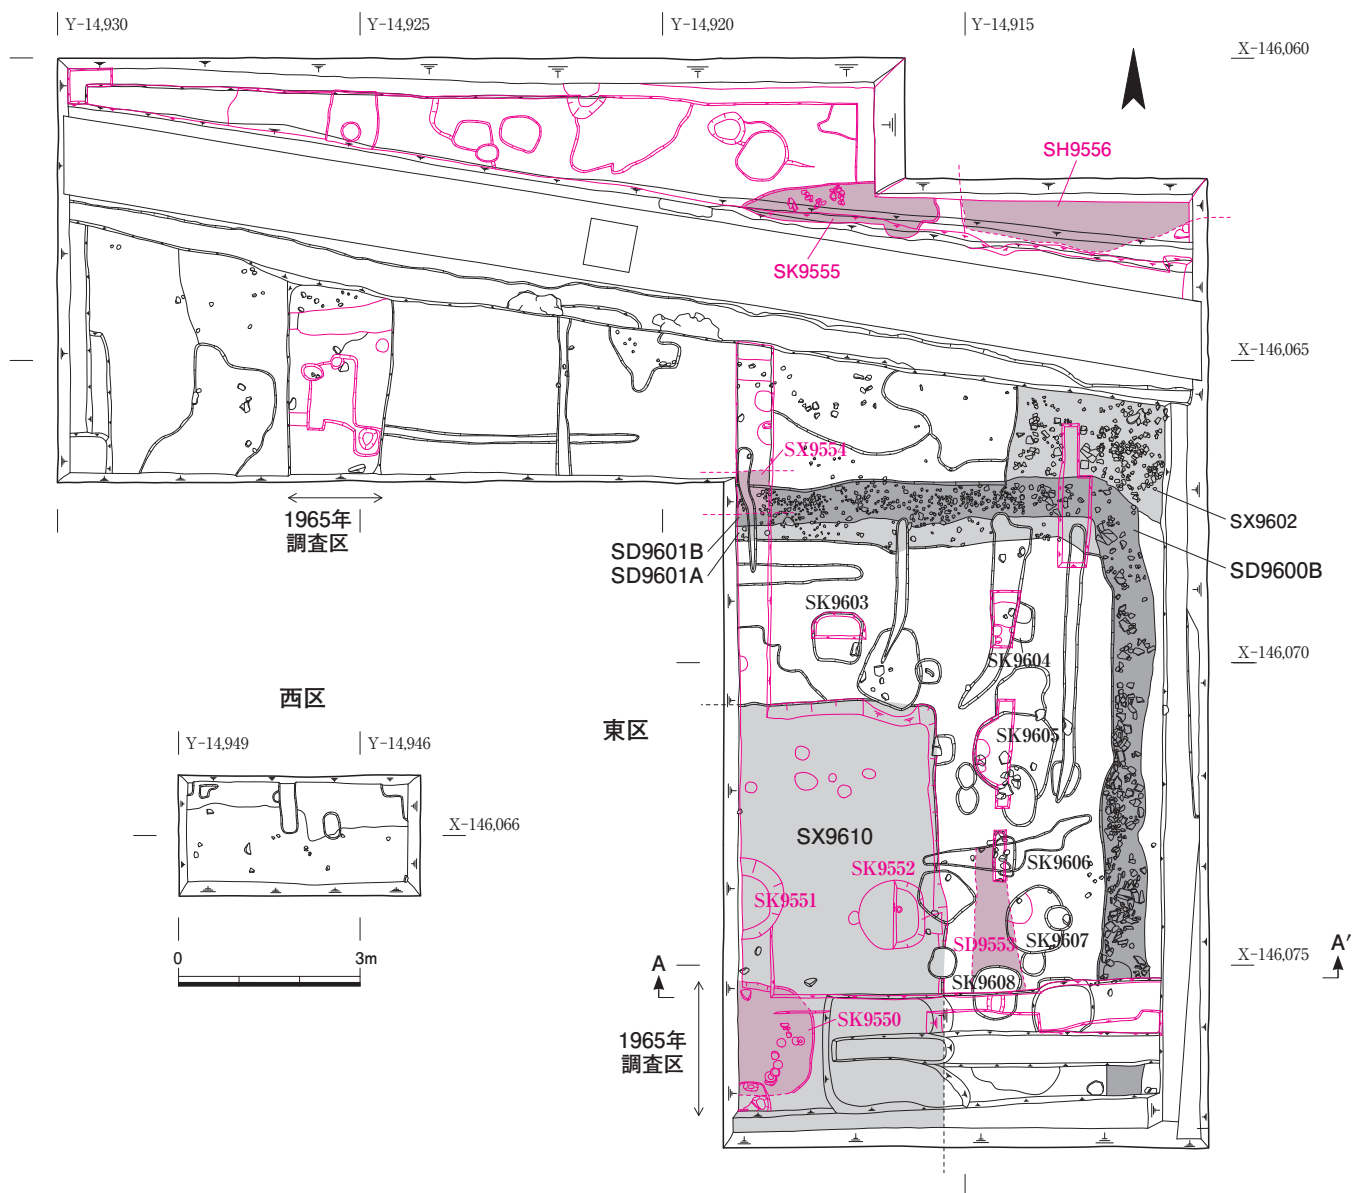 Y-14,930
Y-14,925
Y-14,920
Y-14,915
X-146,060
SH9556
SK9555
X-146,065
SX9554
1965年
調査区
SX9602
SD9601B
SD9601A
SD9600B
SK9603
SK9604
X-146,070
西区
東区
Y-14,949
Y-14,946
SK9605
X-146,066
SX9610
SK9552
SK9606
SK9551
SD9553
SK9607
A
A′
X-146,075
0
3m
SK9608
SK9550
1965年
調査区